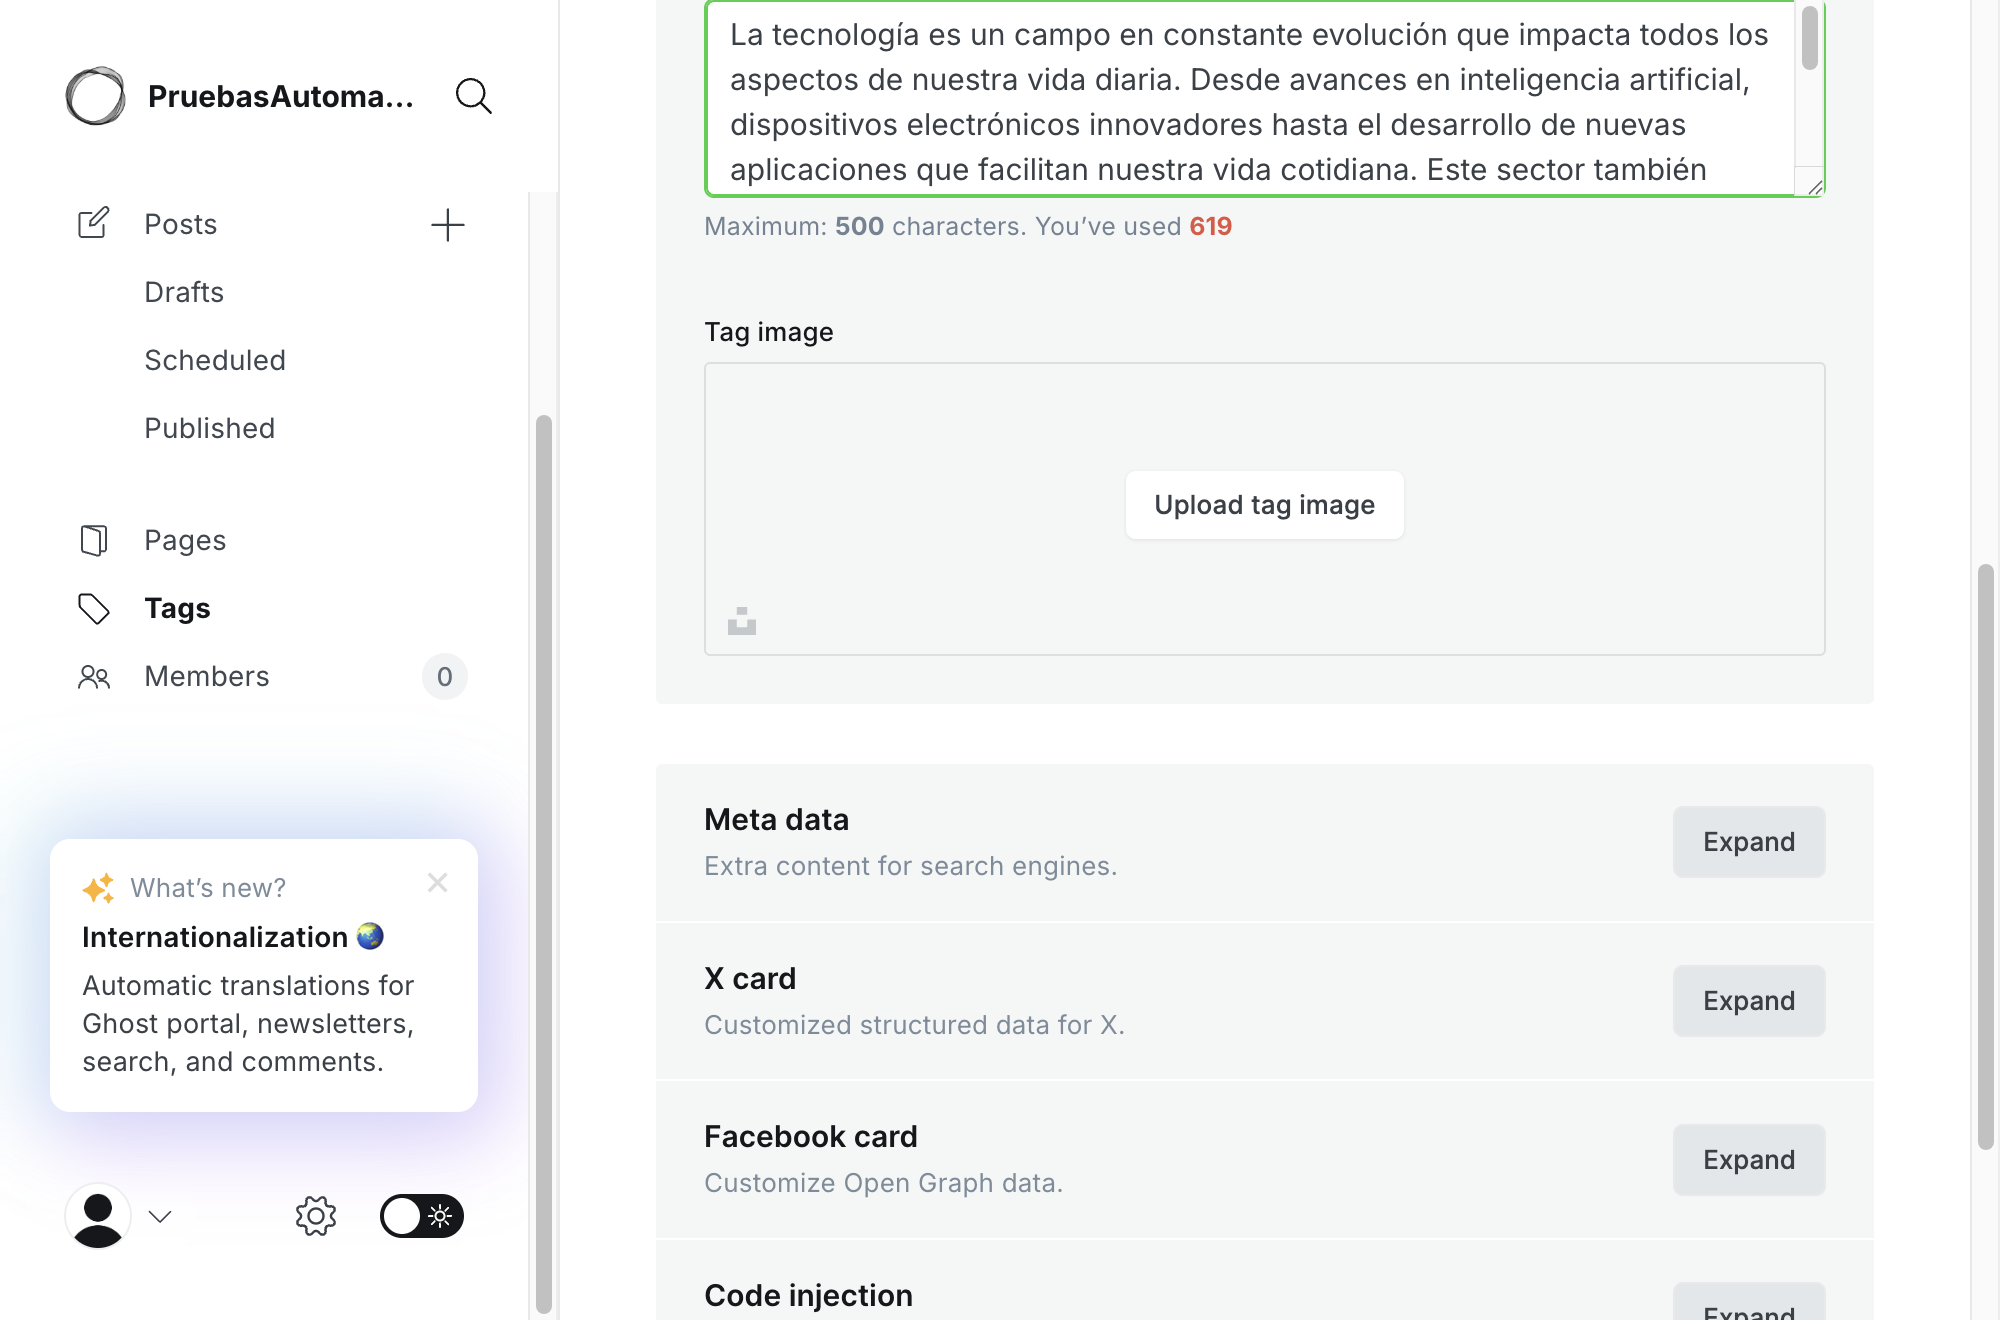 PruebasAutoma...
Posts
Drafts
Scheduled
Published
Pages
Tags
Members
0
What's new?
Internationalization
Automatic translations for
Ghost portal, newsletters,
search, and comments.
La tecnología es un campo en constante evolución que impacta todos los
aspectos de nuestra vida diaria. Desde avances en inteligencia artificial,
dispositivos electrónicos innovadores hasta el desarrollo de nuevas
aplicaciones que facilitan nuestra vida cotidiana. Este sector también
Maximum: 500 characters. You've used 619
Tag image
Upload tag image
Meta data
Extra content for search engines.
Expand
X card
Customized structured data for X.
Expand
Facebook card
Customize Open Graph data.
Expand
Code injection
Expand